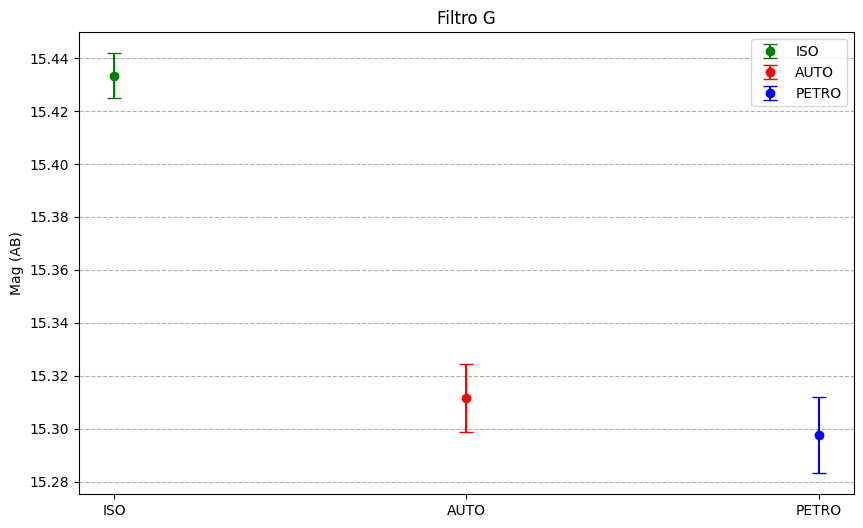 Filtro G
ISO
AUTO
PETRO
15.44
15.42
15.40
15.38
15.36
15.34
15.32
15.30
15.28
Mag (AB)
ISO
AUTO
PETRO